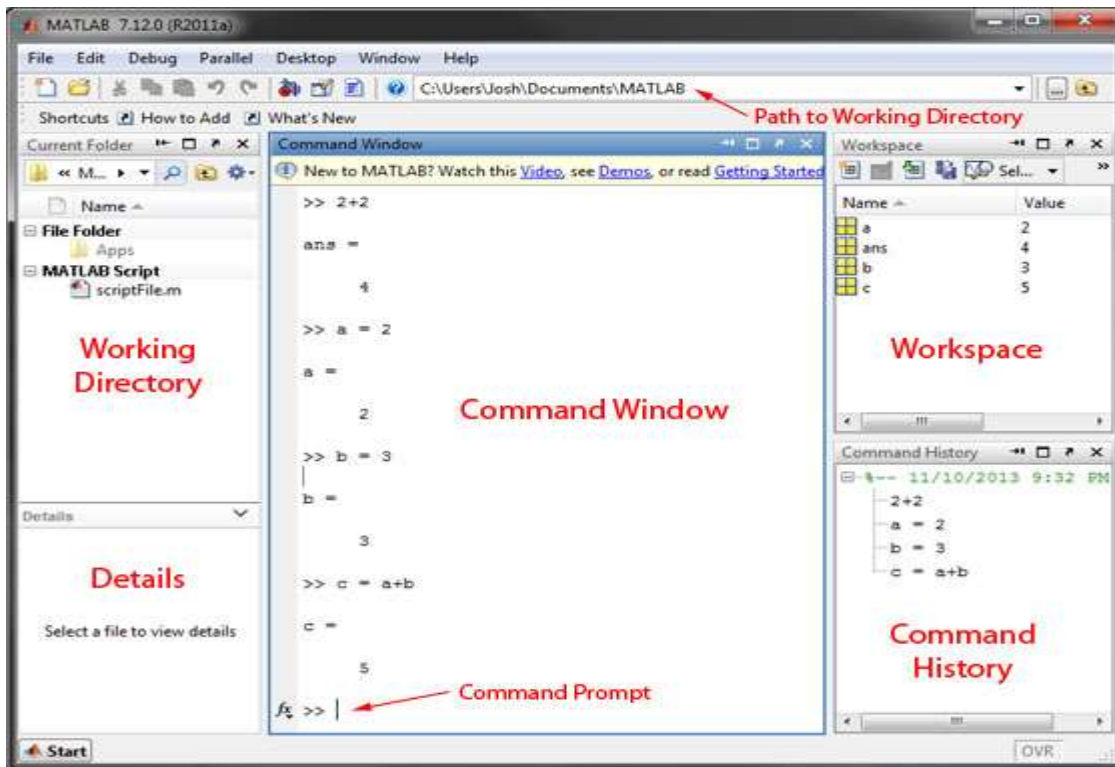 MATLAB 7.12.0 (R2011a)
File Edit Debug Parallel Desktop Window Help
C:\Users\Josh\Documents\MATLAB
Path to Working Directory
Shortcuts How to Add What's New
Current Folder
« M...
Name
File Folder
Apps
MATLAB Script
scriptFile.m
Working
Directory
Details
Details
Select a file to view details
Command Window
New to MATLAB? Watch this Video, see Demos, or read Getting Started
>> 2+2
ans =
4
>> a = 2
a =
2
>> b = 3
b =
3
>> c = a+b
c =
5
fx >>
Command Window
Command Prompt
Workspace
Sel... »
Name Value
a 2
ans 4
b 3
c 5
Workspace
Command History
%-- 11/10/2013 9:32 PM
2+2
a = 2
b = 3
c = a+b
Command
History
Start
OVR